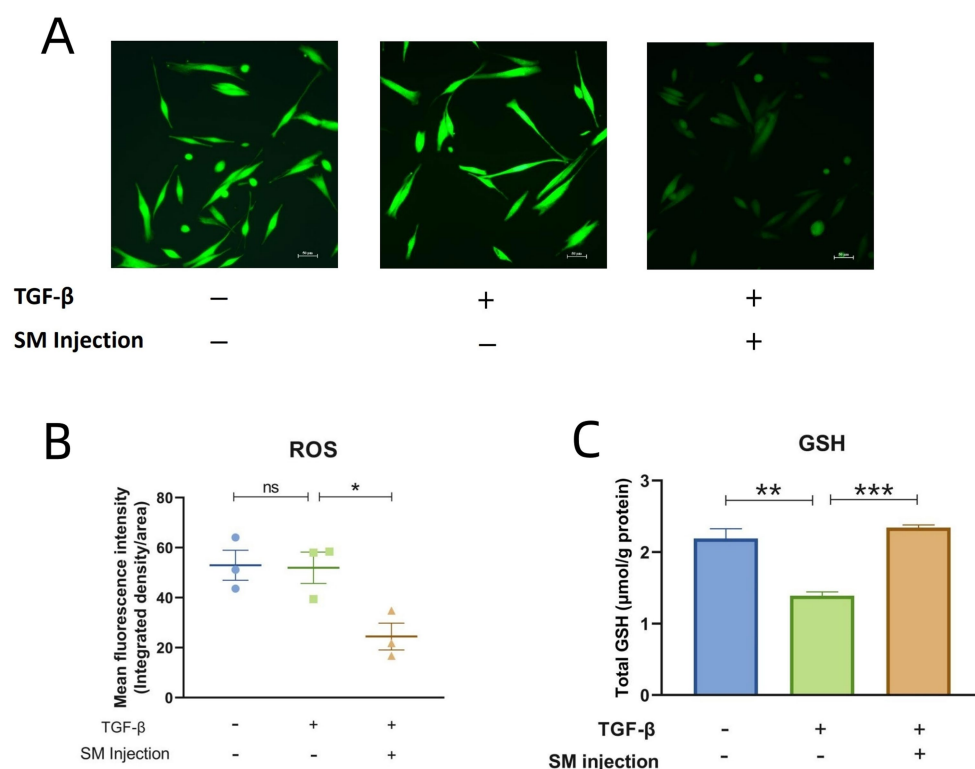 A
TGF-β − + +
SM Injection − − +
B
ROS
Mean fluorescence intensity
(Integrated density/area)
80
60
40
20
0
ns *
TGF-β - + +
SM Injection - - +
C
GSH
Total GSH (μmol/g protein)
3
2
1
0
** ***
TGF-β - + +
SM injection - - +